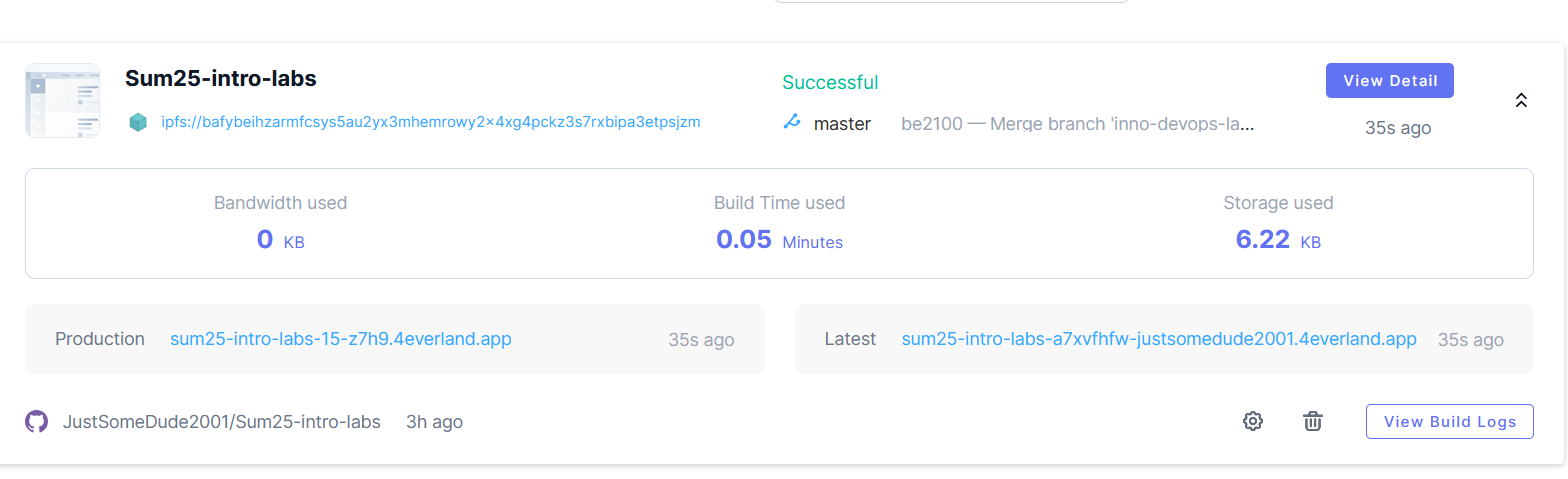 Sum25-intro-labs
Successful
View Detail
ipfs://bafybeihzarmfcsys5au2yx3mhemrowy2x4xg4pckz3s7rxbipa3etpsjzm
master
be2100 — Merge branch 'inno-devops-la...
35s ago
Bandwidth used
Build Time used
Storage used
0 KB
0.05 Minutes
6.22 KB
Production sum25-intro-labs-15-z7h9.4everland.app 35s ago
Latest sum25-intro-labs-a7xvfhfw-justsomedude2001.4everland.app 35s ago
JustSomeDude2001/Sum25-intro-labs 3h ago
View Build Logs